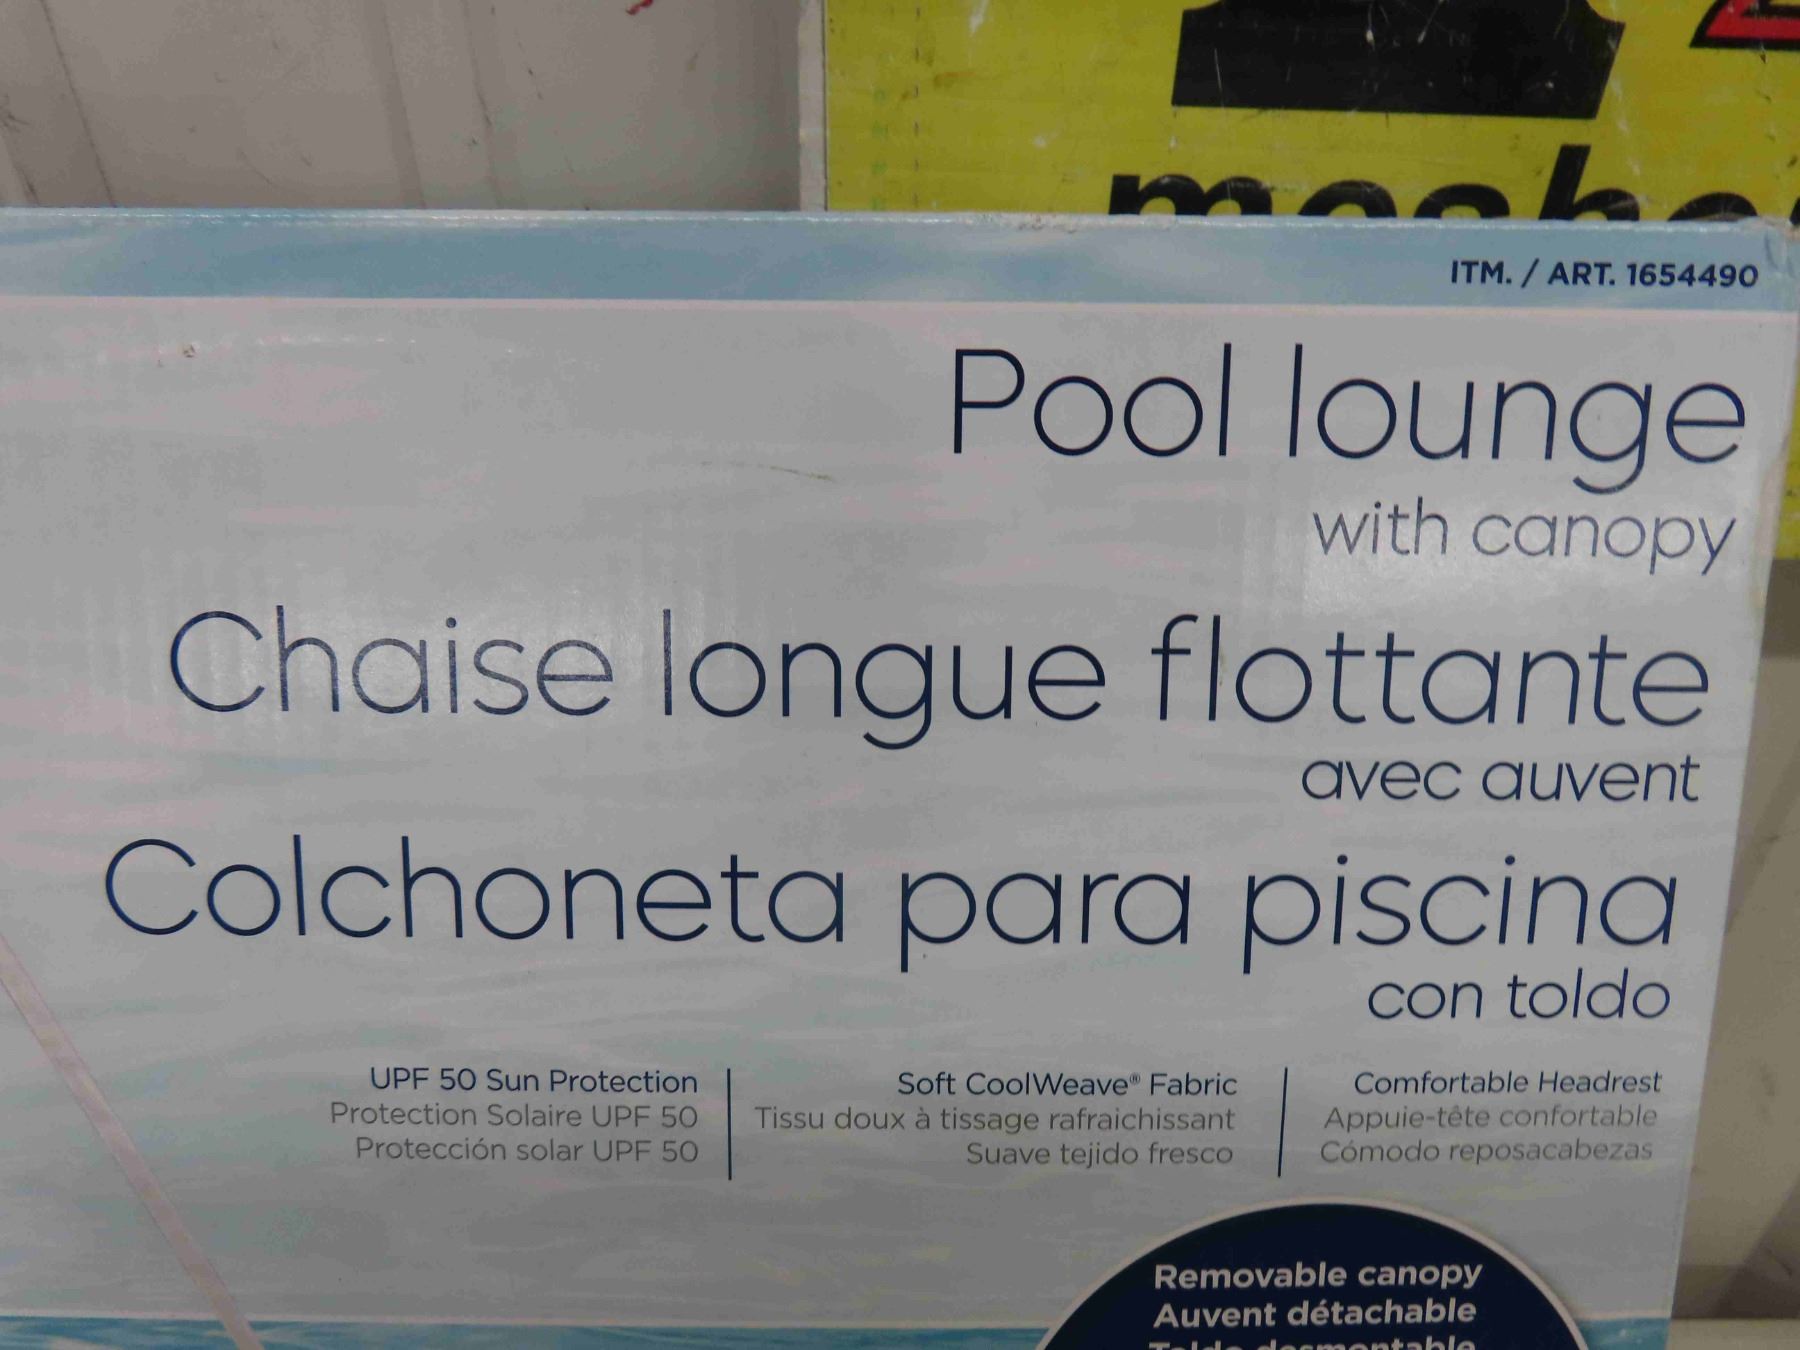 ITM. / ART. 1654490
Pool lounge
with canopy
Chaise longue flottante
avec auvent
Colchoneta para piscina
con toldo
UPF 50 Sun Protection
Protection Solaire UPF 50
Protección solar UPF 50
Soft CoolWeave® Fabric
Tissu doux à tissage rafraichissant
Suave tejido fresco
Comfortable Headrest
Appuie-tête confortable
Cómodo reposacabezas
Removable canopy
Auvent détachable
Toldo desmontable